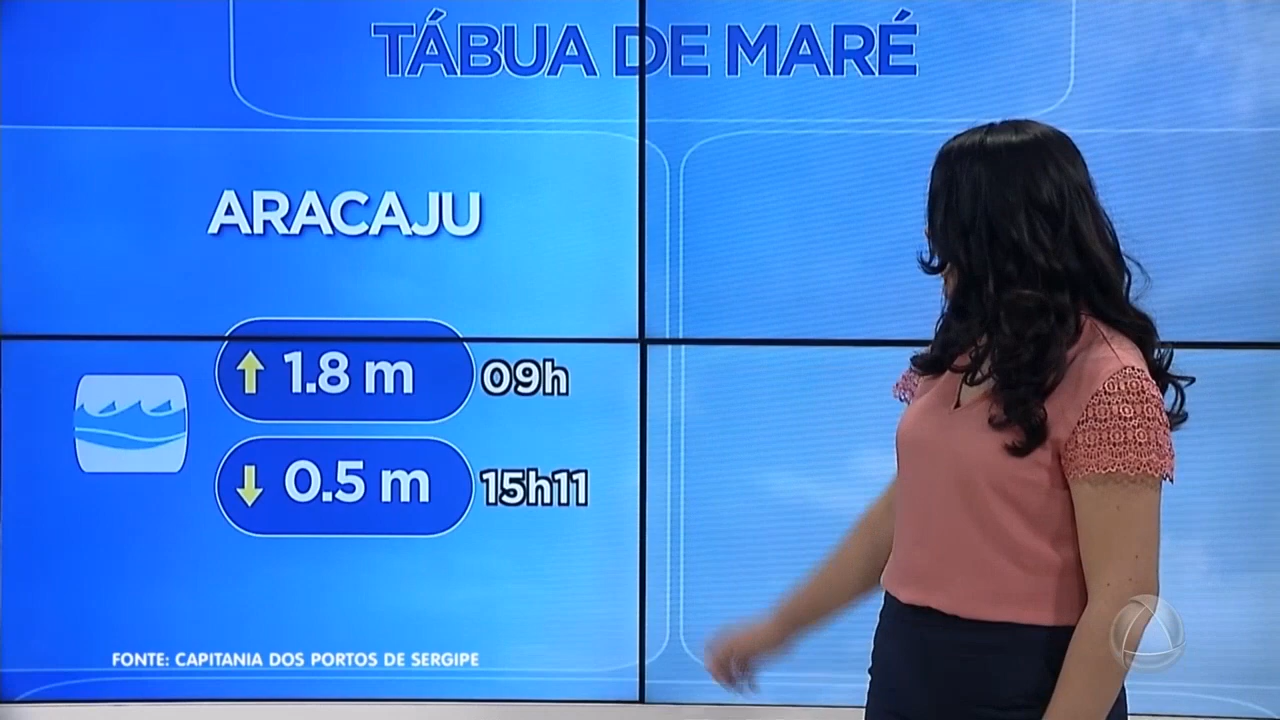 TÁBUA DE MARÉ
ARACAJU
1.8 m 09h
0.5 m 15h11
FONTE: CAPITANIA DOS PORTOS DE SERGIPE